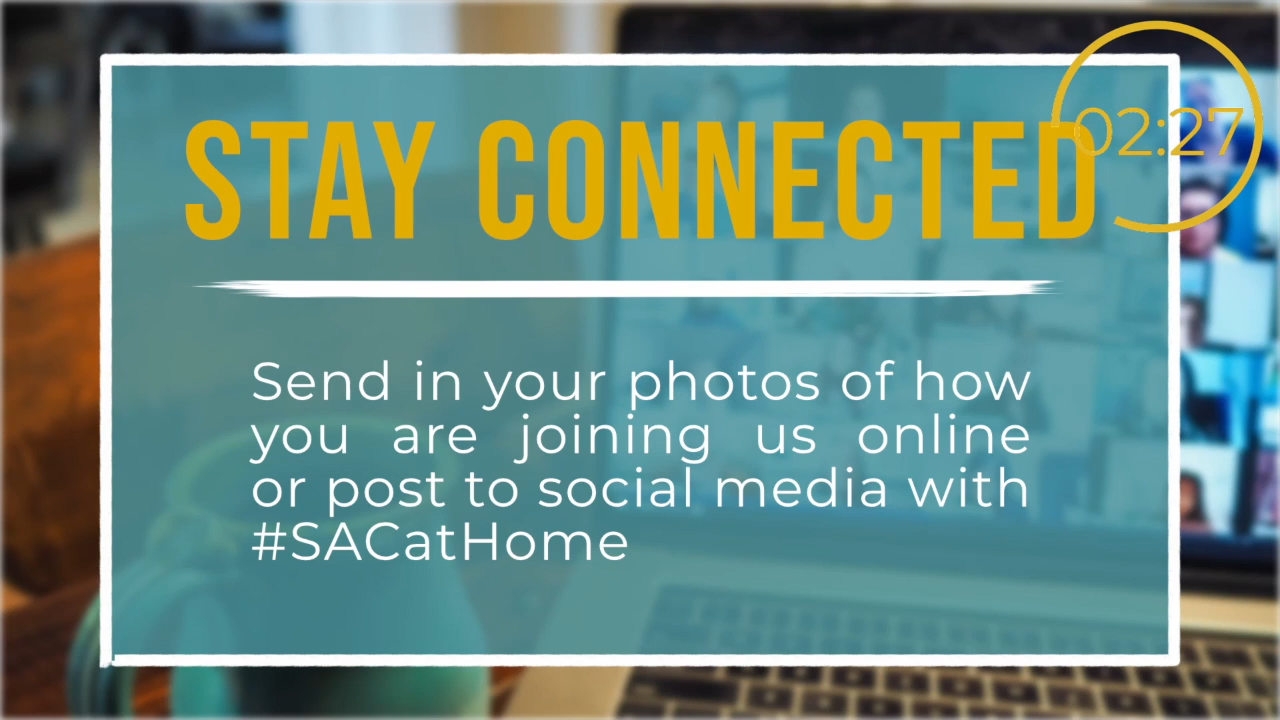 STAY CONNECTED
02:27
Send in your photos of how
you are joining us online
or post to social media with
#SACatHome